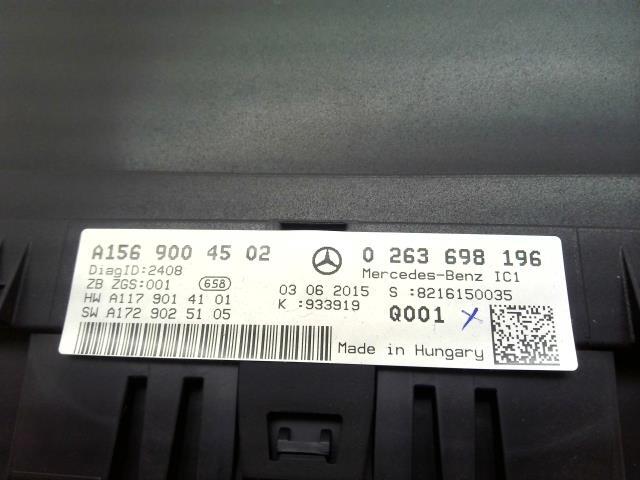 A156 900 45 02
0 263 698 196
DiagID:2408
Mercedes-Benz IC1
ZB ZGS:001
658
03 06 2015
S :8216150035
HW A117 901 41 01
K :933919
Q001 X
SW A172 902 51 05
Made in Hungary